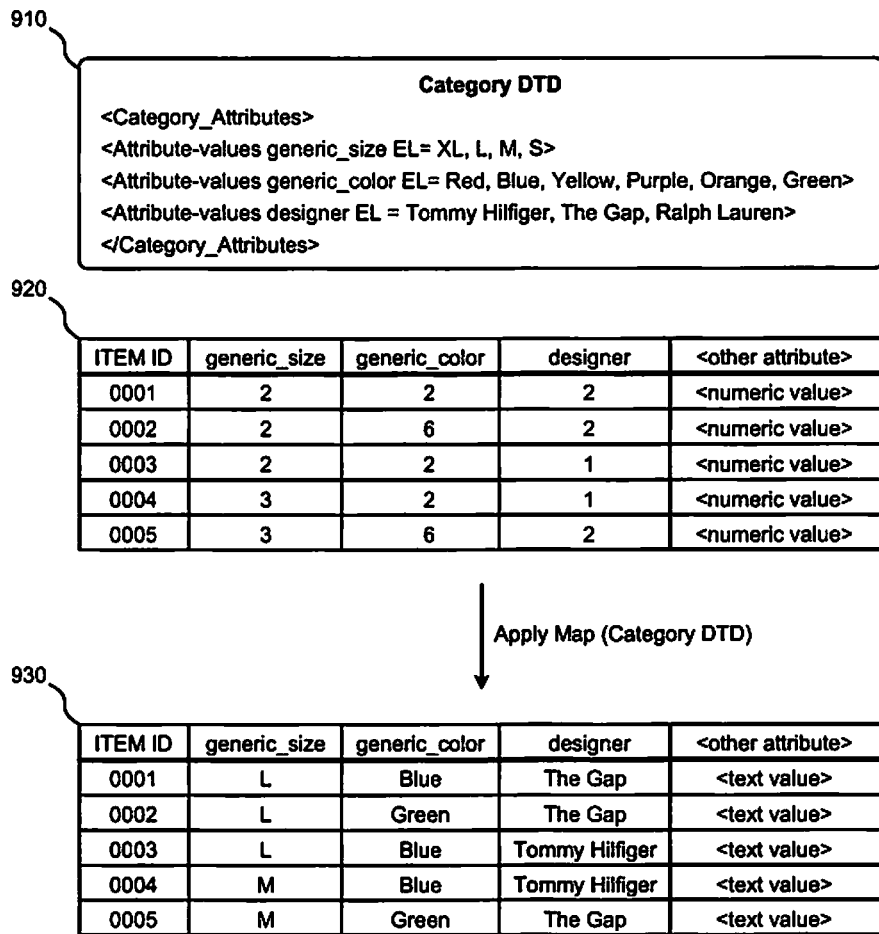 910
Category DTD
<Category_Attributes>
<Attribute-values generic_size EL= XL, L, M, S>
<Attribute-values generic_color EL= Red, Blue, Yellow, Purple, Orange, Green>
<Attribute-values designer EL = Tommy Hilfiger, The Gap, Ralph Lauren>
</Category_Attributes>
920
ITEM ID generic_size generic_color designer <other attribute>
0001 2 2 2 <numeric value>
0002 2 6 2 <numeric value>
0003 2 2 1 <numeric value>
0004 3 2 1 <numeric value>
0005 3 6 2 <numeric value>
Apply Map (Category DTD)
930
ITEM ID generic_size generic_color designer <other attribute>
0001 L Blue The Gap <text value>
0002 L Green The Gap <text value>
0003 L Blue Tommy Hilfiger <text value>
0004 M Blue Tommy Hilfiger <text value>
0005 M Green The Gap <text value>